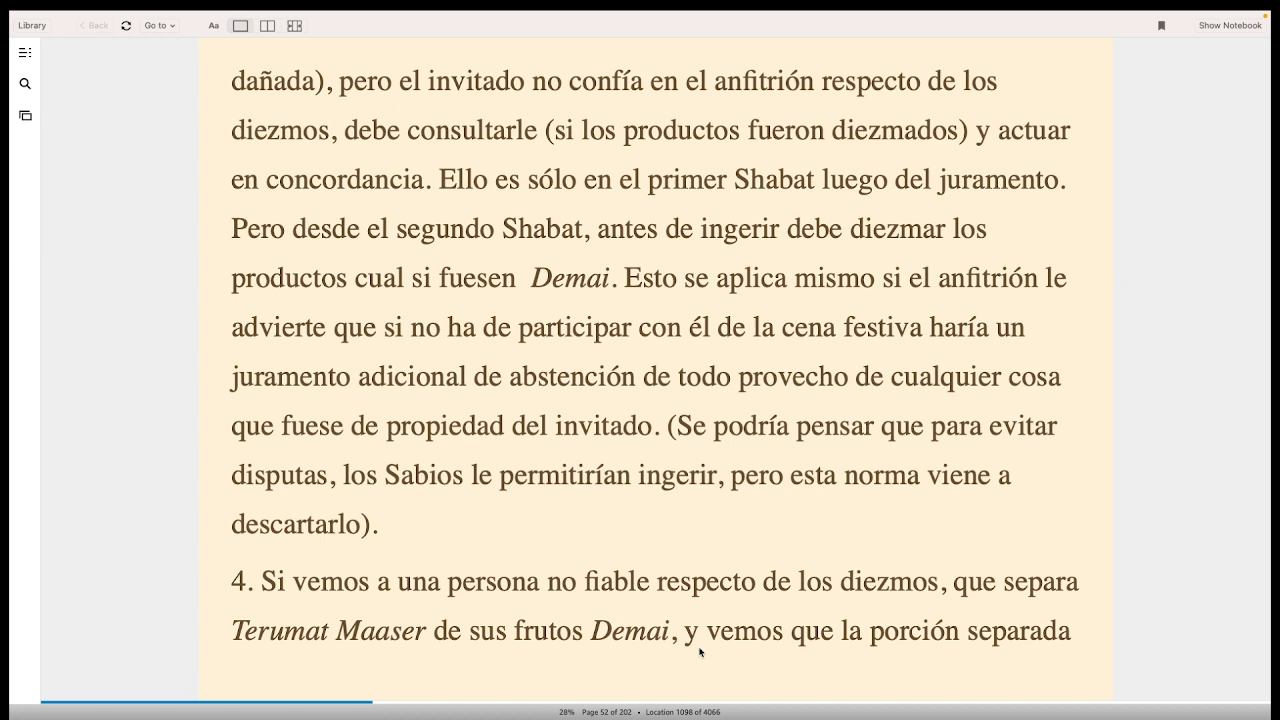 Library
Back
Go to
Aa
Show Notebook
dañada), pero el invitado no confía en el anfitrión respecto de los
diezmos, debe consultarle (si los productos fueron diezmados) y actuar
en concordancia. Ello es sólo en el primer Shabat luego del juramento.
Pero desde el segundo Shabat, antes de ingerir debe diezmar los
productos cual si fuesen Demai. Esto se aplica mismo si el anfitrión le
advierte que si no ha de participar con él de la cena festiva haría un
juramento adicional de abstención de todo provecho de cualquier cosa
que fuese de propiedad del invitado. (Se podría pensar que para evitar
disputas, los Sabios le permitirían ingerir, pero esta norma viene a
descartarlo).
4. Si vemos a una persona no fiable respecto de los diezmos, que separa
Terumat Maaser de sus frutos Demai, y vemos que la porción separada
28% Page 52 of 202 • Location 1098 of 4066